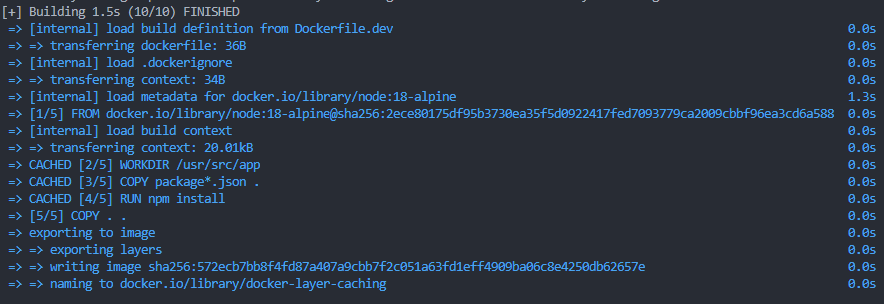 [+] Building 1.5s (10/10) FINISHED
=> [internal] load build definition from Dockerfile.dev 0.0s
=> => transferring dockerfile: 36B 0.0s
=> [internal] load .dockerignore 0.0s
=> => transferring context: 34B 0.0s
=> [internal] load metadata for docker.io/library/node:18-alpine 1.3s
=> [1/5] FROM docker.io/library/node:18-alpine@sha256:2ece80175df95b3730ea35f5d0922417fed7093779ca2009cbbf96ea3cd6a588 0.0s
=> [internal] load build context 0.0s
=> => transferring context: 20.01kB 0.0s
=> CACHED [2/5] WORKDIR /usr/src/app 0.0s
=> CACHED [3/5] COPY package*.json . 0.0s
=> CACHED [4/5] RUN npm install 0.0s
=> [5/5] COPY . . 0.0s
=> exporting to image 0.0s
=> => exporting layers 0.0s
=> => writing image sha256:572ecb7bb8f4fd87a407a9cbb7f2c051a63fd1eff4909ba06c8e4250db62657e 0.0s
=> => naming to docker.io/library/docker-layer-caching 0.0s